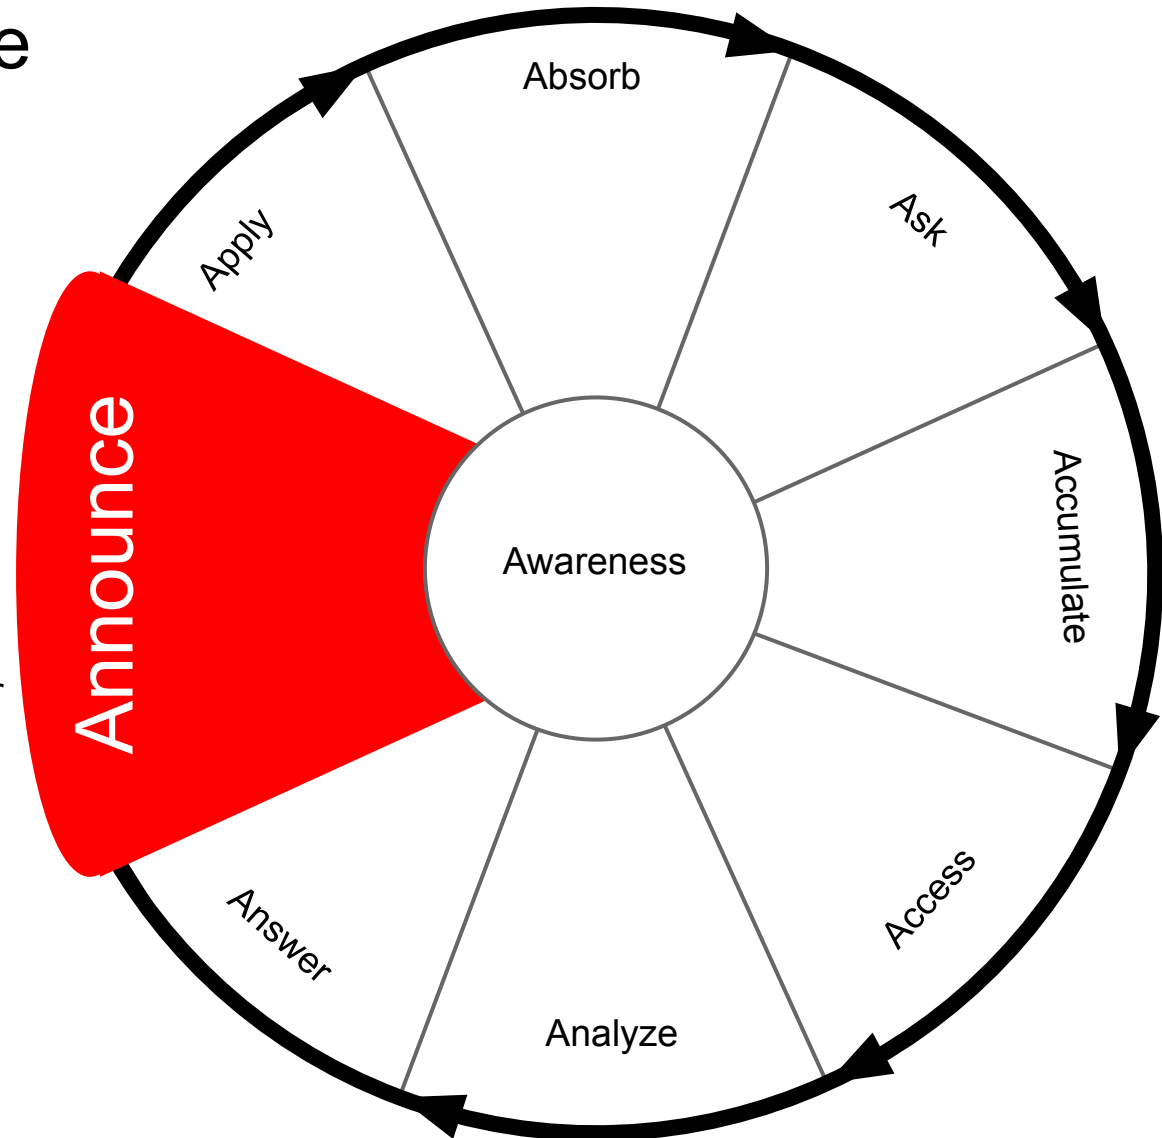 e
Absorb
Ask
Accumulate
Access
Analyze
Answer
Announce
Apply
Awareness